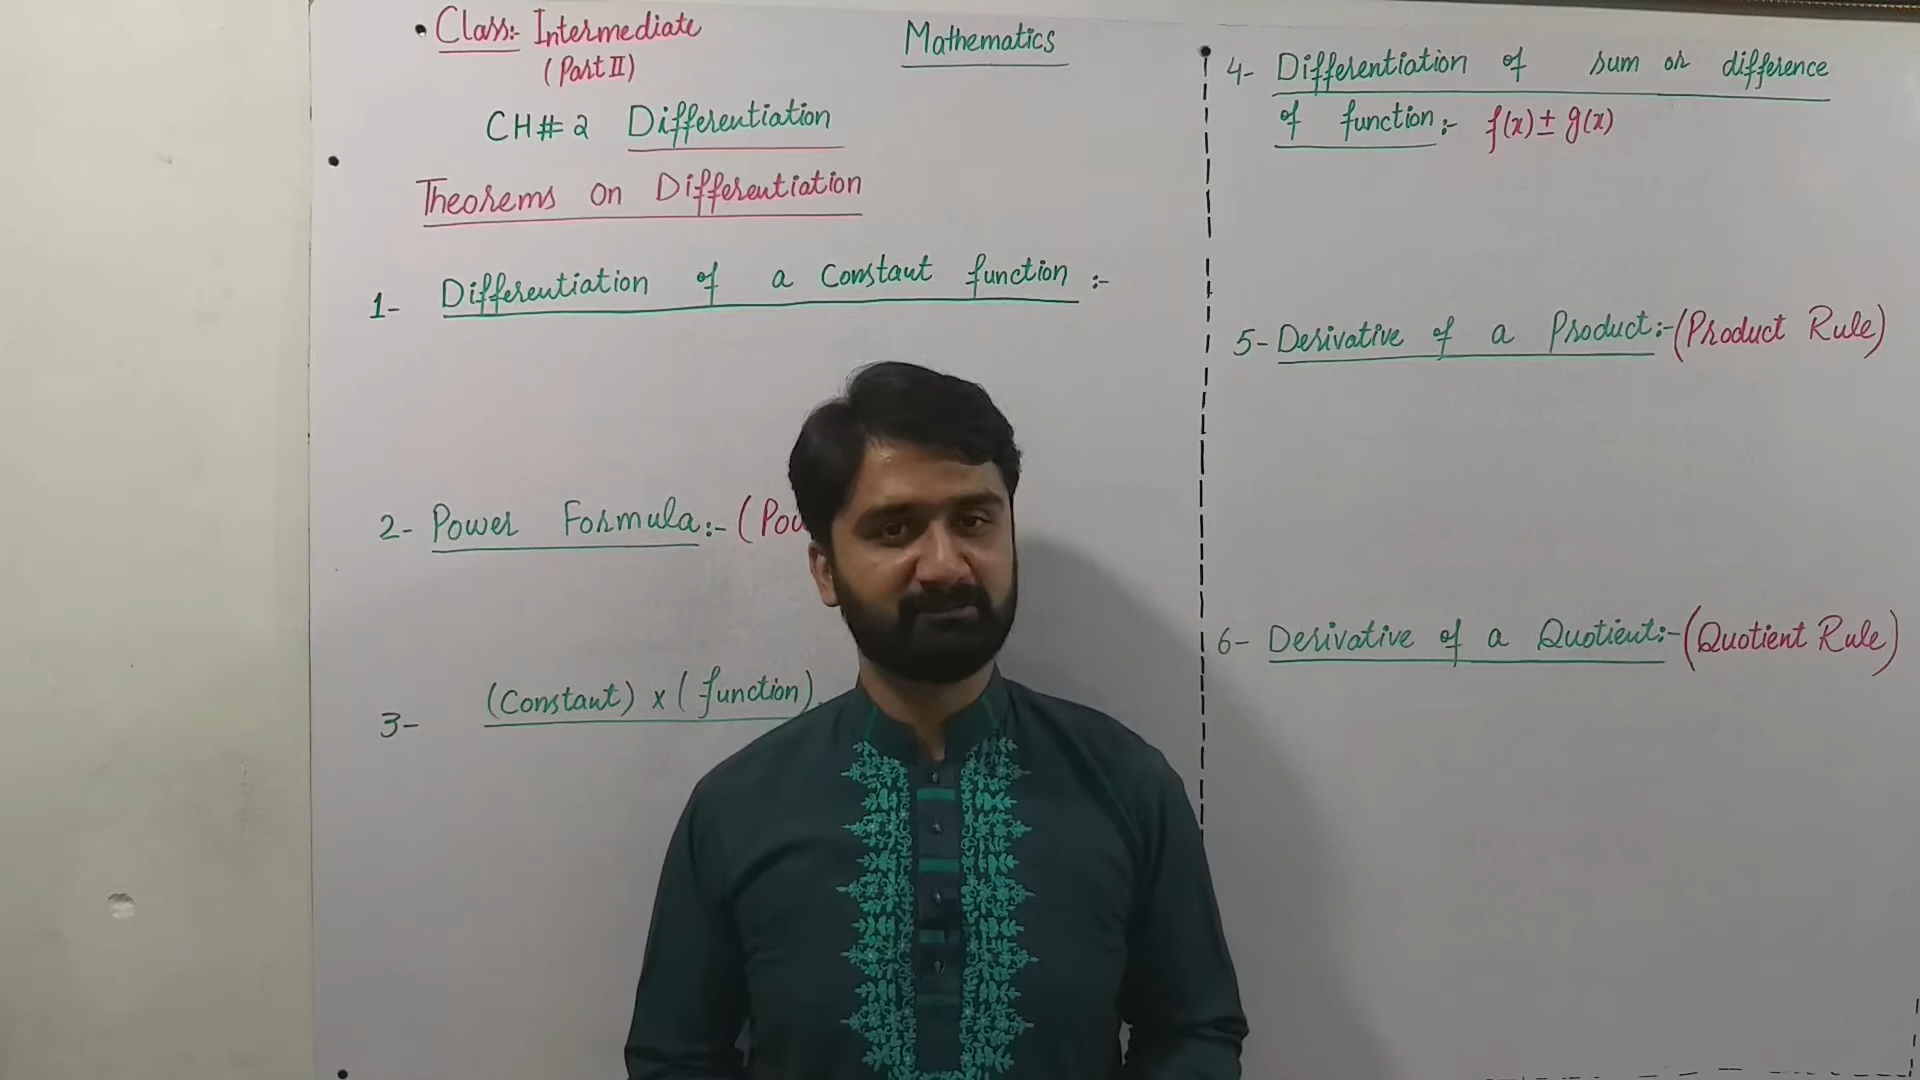 Class:- Intermediate
(Part II)
Mathematics
CH# 2 Differentiation
Theorems on Differentiation
1- Differentiation of a Constant function :-
2- Power Formula:- (
3- (Constant) x (function)
4- Differentiation of sum or difference
of function:- f(x) ± g(x)
5- Derivative of a Product:-(Product Rule)
6- Derivative of a Quotient:-(Quotient Rule)